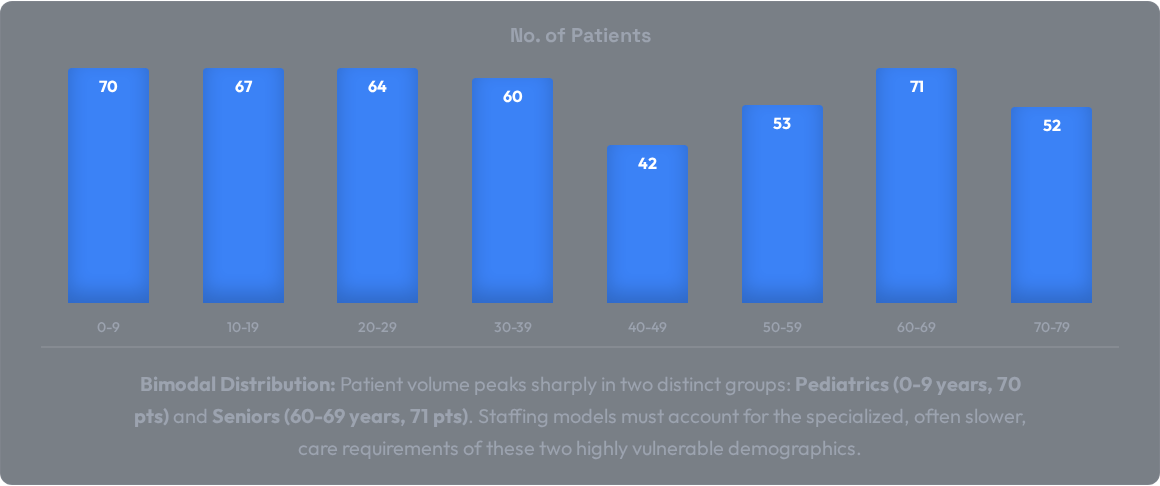 No. of Patients
70 67 64 60 42 53 71 52
0-9 10-19 20-29 30-39 40-49 50-59 60-69 70-79
Bimodal Distribution: Patient volume peaks sharply in two distinct groups: Pediatrics (0-9 years, 70
pts) and Seniors (60-69 years, 71 pts). Staffing models must account for the specialized, often slower,
care requirements of these two highly vulnerable demographics.